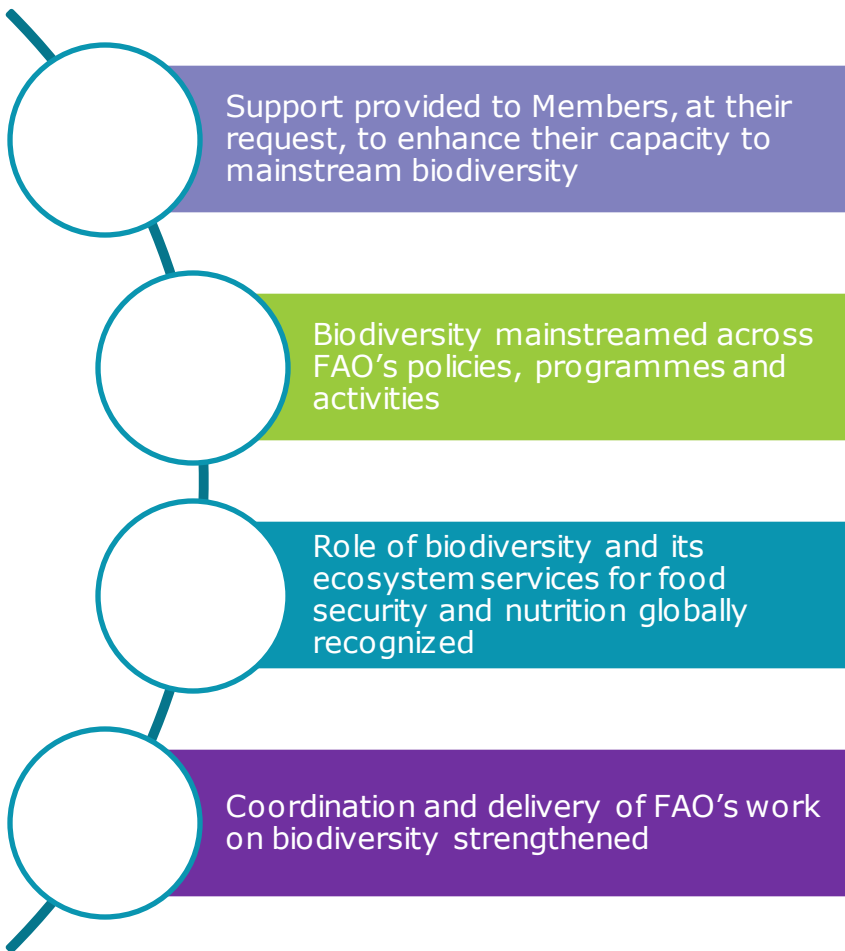 Support provided to Members, at their
request, to enhance their capacity to
mainstream biodiversity
Biodiversity mainstreamed across
FAO’s policies, programmes and
activities
Role of biodiversity and its
ecosystem services for food
security and nutrition globally
recognized
Coordination and delivery of FAO’s work
on biodiversity strengthened